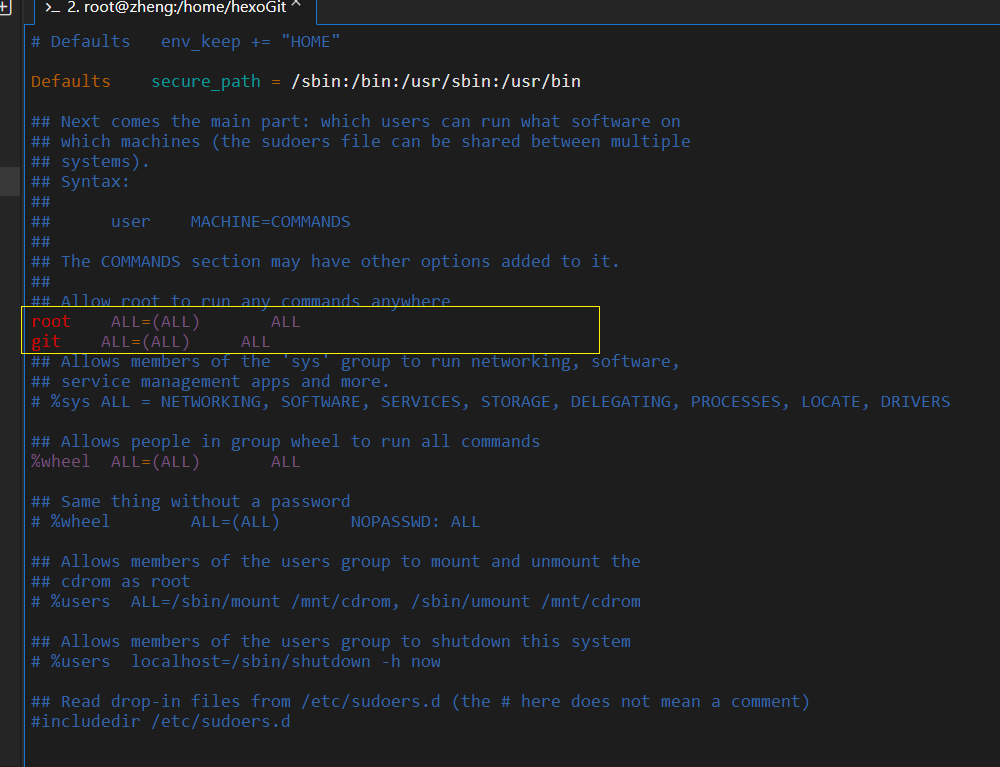 >_ 2. root@zheng:/home/hexoGit ×
# Defaults   env_keep += "HOME"
Defaults    secure_path = /sbin:/bin:/usr/sbin:/usr/bin
## Next comes the main part: which users can run what software on
## which machines (the sudoers file can be shared between multiple
## systems).
## Syntax:
##
##      user    MACHINE=COMMANDS
##
## The COMMANDS section may have other options added to it.
##
## Allow root to run any commands anywhere
root    ALL=(ALL)       ALL
git    ALL=(ALL)     ALL
## Allows members of the 'sys' group to run networking, software,
## service management apps and more.
# %sys ALL = NETWORKING, SOFTWARE, SERVICES, STORAGE, DELEGATING, PROCESSES, LOCATE, DRIVERS
## Allows people in group wheel to run all commands
%wheel  ALL=(ALL)       ALL
## Same thing without a password
# %wheel        ALL=(ALL)       NOPASSWD: ALL
## Allows members of the users group to mount and unmount the
## cdrom as root
# %users  ALL=/sbin/mount /mnt/cdrom, /sbin/umount /mnt/cdrom
## Allows members of the users group to shutdown this system
# %users  localhost=/sbin/shutdown -h now
## Read drop-in files from /etc/sudoers.d (the # here does not mean a comment)
#includedir /etc/sudoers.d